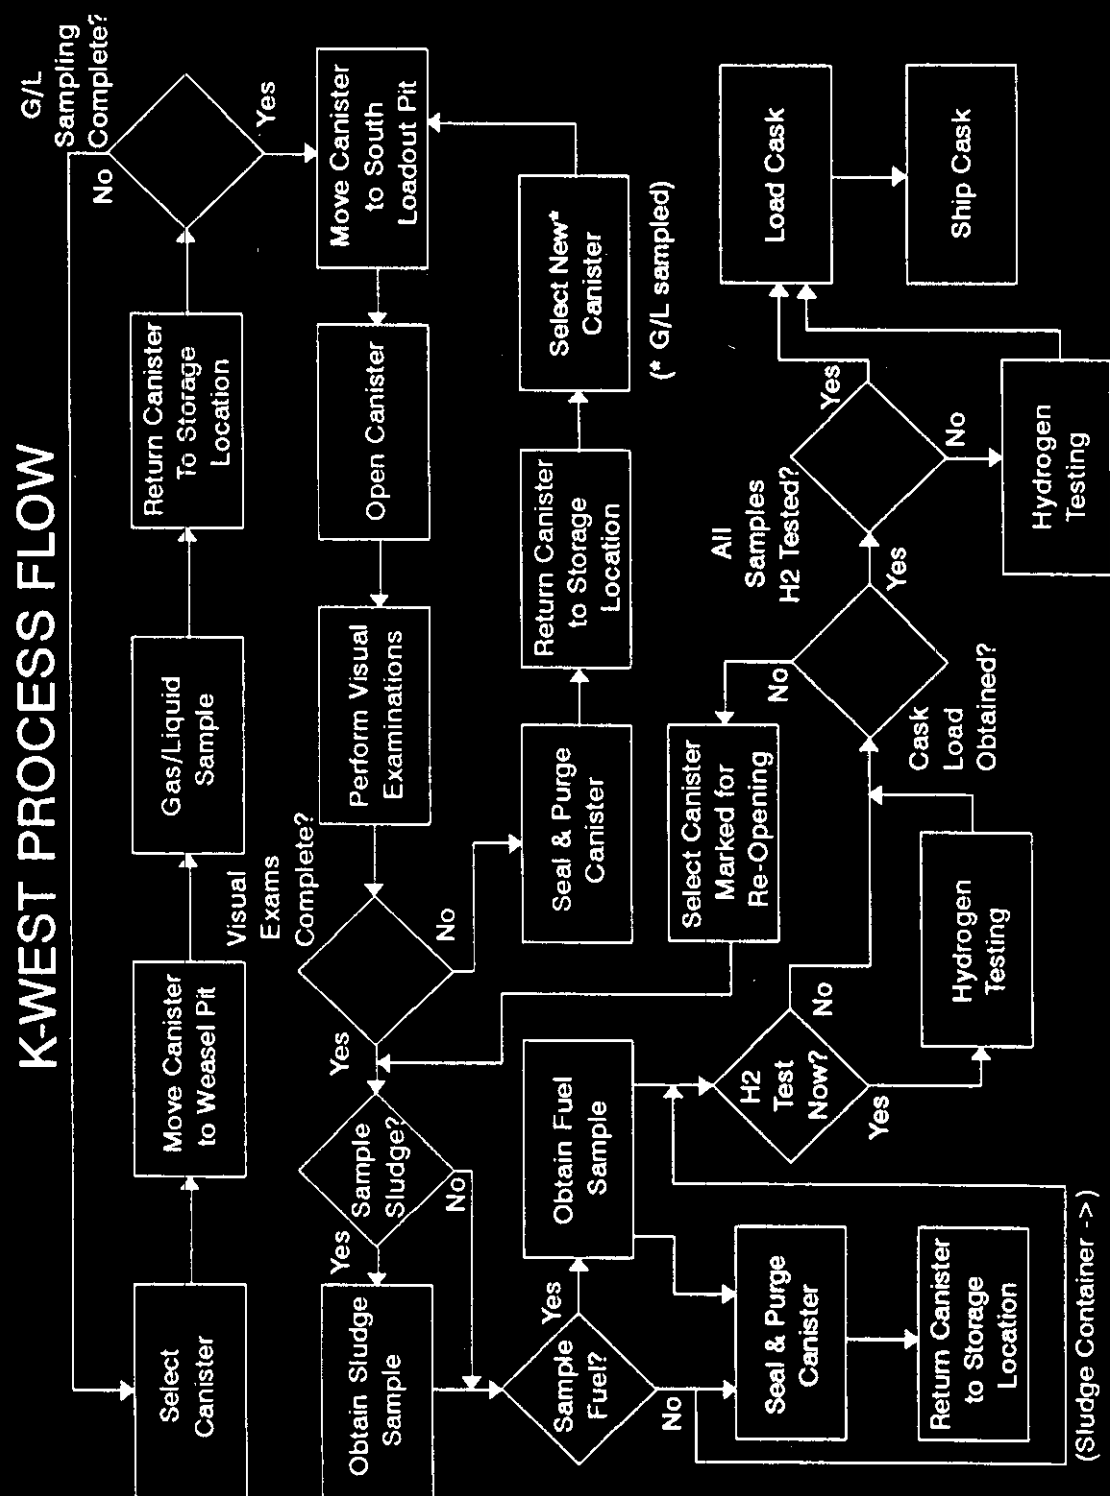 K-WEST PROCESS FLOW
Select
Canister
Move Canister
to Weasel Pit
Gas/Liquid
Sample
Return Canister
To Storage
Location
G/L
Sampling
Complete?
No
Yes
Move Canister
to South
Loadout Pit
Open Canister
Perform Visual
Examinations
Visual
Exams
Complete?
No
Yes
Seal & Purge
Canister
Return Canister
to Storage
Location
Select New*
Canister
(* G/L sampled)
Sample
Sludge?
Yes
No
Obtain Sludge
Sample
Sample
Fuel?
Yes
No
Obtain Fuel
Sample
Seal & Purge
Canister
Return Canister
to Storage
Location
(Sludge Container ->)
H2
Test
Now?
No
Yes
Hydrogen
Testing
Select Canister
Marked for
Re-Opening
Cask
Load
Obtained?
No
Yes
All
Samples
H2 Tested?
Yes
No
Hydrogen
Testing
Load Cask
Ship Cask